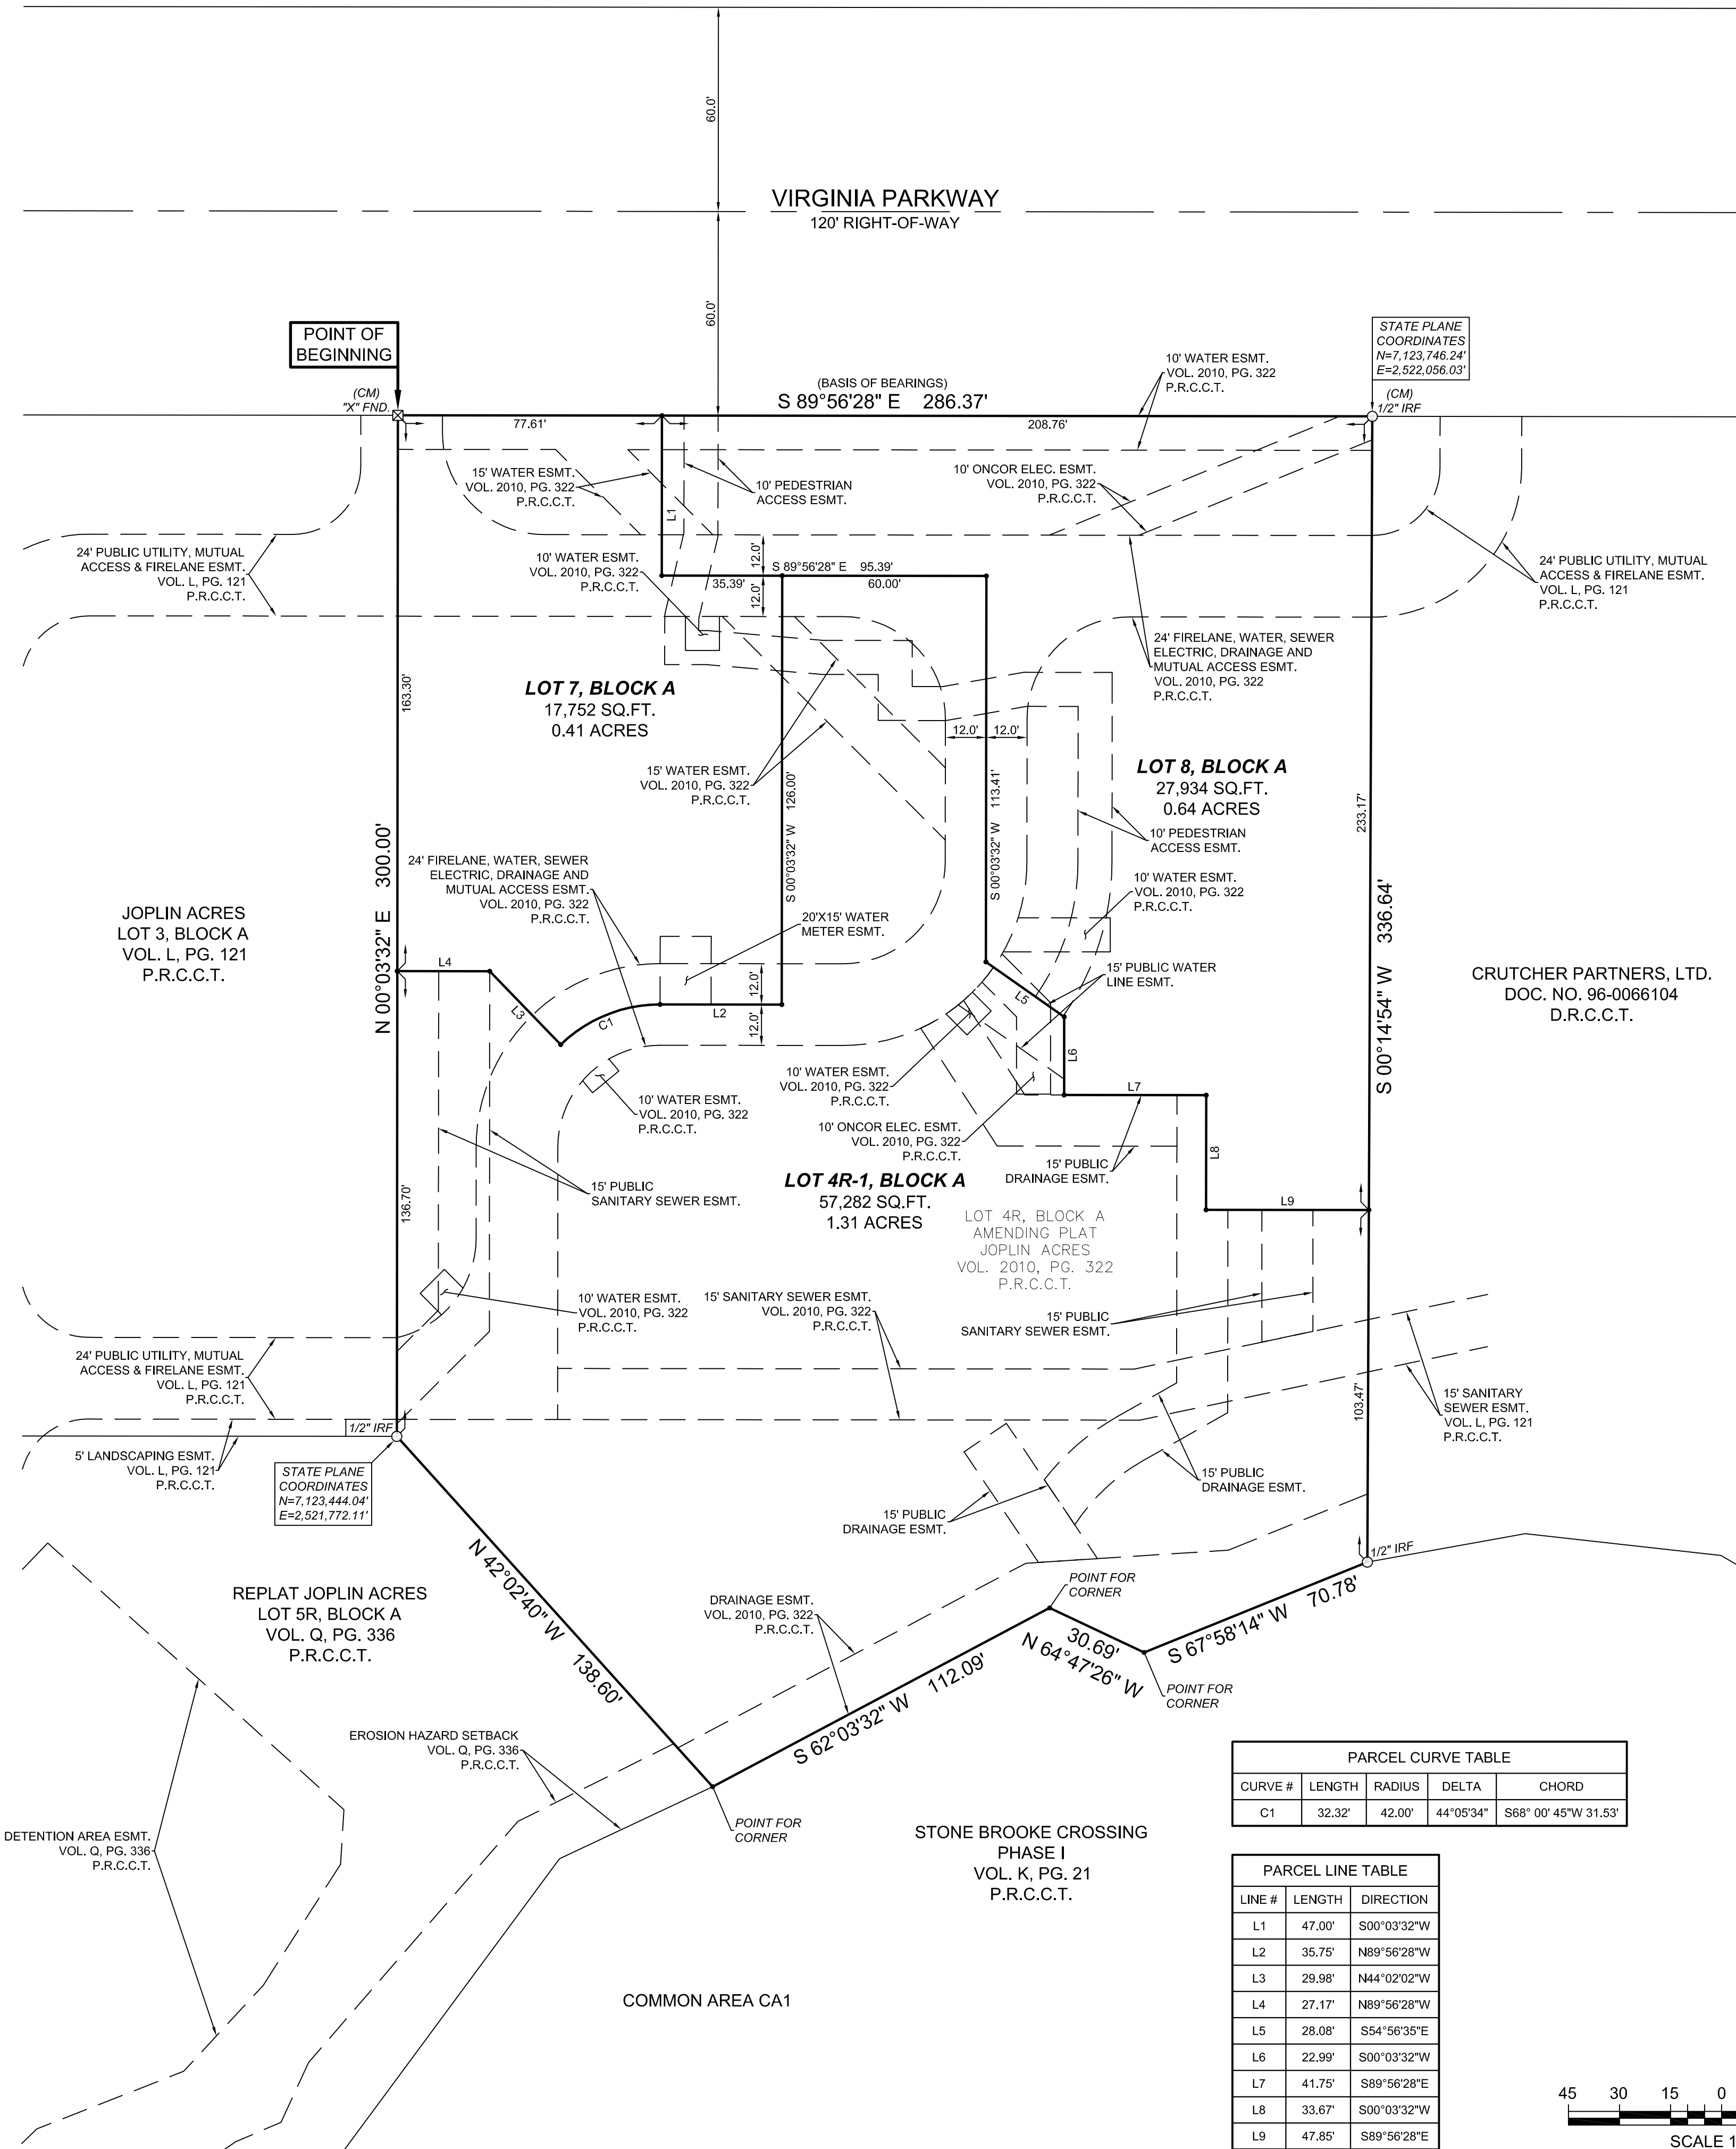 60.0'
VIRGINIA PARKWAY
120' RIGHT-OF-WAY
60.0'
POINT OF
BEGINNING
(CM)
"X" FND.
(BASIS OF BEARINGS)
S 89°56'28" E 286.37'
77.61'
208.76'
10' WATER ESMT.
VOL. 2010, PG. 322
P.R.C.C.T.
STATE PLANE
COORDINATES
N=7,123,746.24'
E=2,522,056.03'
(CM)
1/2" IRF
15' WATER ESMT.
VOL. 2010, PG. 322
P.R.C.C.T.
L1
10' PEDESTRIAN
ACCESS ESMT.
10' ONCOR ELEC. ESMT.
VOL. 2010, PG. 322
P.R.C.C.T.
24' PUBLIC UTILITY, MUTUAL
ACCESS & FIRELANE ESMT.
VOL. L, PG. 121
P.R.C.C.T.
10' WATER ESMT.
VOL. 2010, PG. 322
P.R.C.C.T.
12.0'
S 89°56'28" E 95.39'
35.39'
60.00'
12.0'
24' PUBLIC UTILITY, MUTUAL
ACCESS & FIRELANE ESMT.
VOL. L, PG. 121
P.R.C.C.T.
24' FIRELANE, WATER, SEWER
ELECTRIC, DRAINAGE AND
MUTUAL ACCESS ESMT.
VOL. 2010, PG. 322
P.R.C.C.T.
163.30'
LOT 7, BLOCK A
17,752 SQ.FT.
0.41 ACRES
15' WATER ESMT.
VOL. 2010, PG. 322
P.R.C.C.T.
S 00°03'32" W 126.00'
12.0'
12.0'
S 00°03'32" W 113.41'
LOT 8, BLOCK A
27,934 SQ.FT.
0.64 ACRES
10' PEDESTRIAN
ACCESS ESMT.
233.17'
N 00°03'32" E 300.00'
24' FIRELANE, WATER, SEWER
ELECTRIC, DRAINAGE AND
MUTUAL ACCESS ESMT.
VOL. 2010, PG. 322
P.R.C.C.T.
10' WATER ESMT.
VOL. 2010, PG. 322
P.R.C.C.T.
S 00°14'54" W 336.64'
JOPLIN ACRES
LOT 3, BLOCK A
VOL. L, PG. 121
P.R.C.C.T.
20'X15' WATER
METER ESMT.
L4
L3
C1
L2
12.0'
12.0'
L5
15' PUBLIC WATER
LINE ESMT.
CRUTCHER PARTNERS, LTD.
DOC. NO. 96-0066104
D.R.C.C.T.
L6
10' WATER ESMT.
VOL. 2010, PG. 322
P.R.C.C.T.
10' WATER ESMT.
VOL. 2010, PG. 322
P.R.C.C.T.
L7
10' ONCOR ELEC. ESMT.
VOL. 2010, PG. 322
P.R.C.C.T.
15' PUBLIC
DRAINAGE ESMT.
L8
136.70'
15' PUBLIC
SANITARY SEWER ESMT.
LOT 4R-1, BLOCK A
57,282 SQ.FT.
1.31 ACRES
L9
LOT 4R, BLOCK A
AMENDING PLAT
JOPLIN ACRES
VOL. 2010, PG. 322
P.R.C.C.T.
10' WATER ESMT.
VOL. 2010, PG. 322
P.R.C.C.T.
15' SANITARY SEWER ESMT.
VOL. 2010, PG. 322
P.R.C.C.T.
15' PUBLIC
SANITARY SEWER ESMT.
24' PUBLIC UTILITY, MUTUAL
ACCESS & FIRELANE ESMT.
VOL. L, PG. 121
P.R.C.C.T.
103.47'
15' SANITARY
SEWER ESMT.
VOL. L, PG. 121
P.R.C.C.T.
1/2" IRF
5' LANDSCAPING ESMT.
VOL. L, PG. 121
P.R.C.C.T.
STATE PLANE
COORDINATES
N=7,123,444.04'
E=2,521,772.11'
15' PUBLIC
DRAINAGE ESMT.
15' PUBLIC
DRAINAGE ESMT.
1/2" IRF
N 42°02'40" W 138.60'
REPLAT JOPLIN ACRES
LOT 5R, BLOCK A
VOL. Q, PG. 336
P.R.C.C.T.
DRAINAGE ESMT.
VOL. 2010, PG. 322
P.R.C.C.T.
POINT FOR
CORNER
30.69'
N 64°47'26" W
S 67°58'14" W 70.78'
S 62°03'32" W 112.09'
POINT FOR
CORNER
EROSION HAZARD SETBACK
VOL. Q, PG. 336
P.R.C.C.T.
POINT FOR
CORNER
DETENTION AREA ESMT.
VOL. Q, PG. 336
P.R.C.C.T.
STONE BROOKE CROSSING
PHASE I
VOL. K, PG. 21
P.R.C.C.T.
COMMON AREA CA1
PARCEL CURVE TABLE
CURVE # LENGTH RADIUS DELTA CHORD
C1 32.32' 42.00' 44°05'34" S68° 00' 45"W 31.53'
PARCEL LINE TABLE
LINE # LENGTH DIRECTION
L1 47.00' S00°03'32"W
L2 35.75' N89°56'28"W
L3 29.98' N44°02'02"W
L4 27.17' N89°56'28"W
L5 28.08' S54°56'35"E
L6 22.99' S00°03'32"W
L7 41.75' S89°56'28"E
L8 33.67' S00°03'32"W
L9 47.85' S89°56'28"E
45 30 15 0
SCALE 1